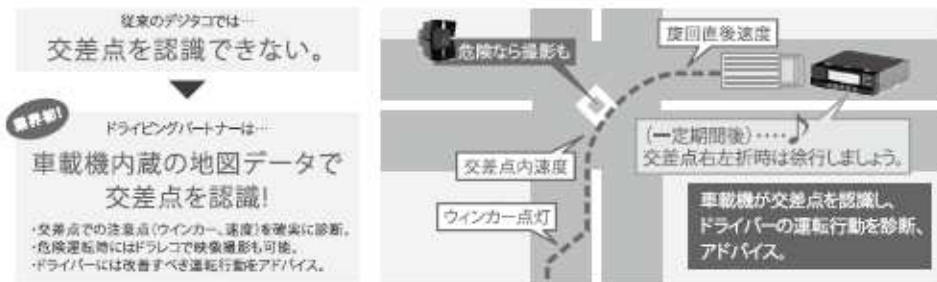 従来のデジタコでは…
交差点を認識できない。
業界初!
ドライビングパートナーは…
車載機内蔵の地図データで
交差点を認識!
・交差点での注意点(ウインカー、速度)を確実に診断。
・危険運転時にはドラレコで映像撮影も可能。
・ドライバーには改善すべき運転行動をアドバイス。
危険なら撮影も
旋回直後速度
(一定期間後)‥‥♪
交差点右左折時は徐行しましょう。
交差点内速度
ウィンカー点灯
車載機が交差点を認識し、
ドライバーの運転行動を診断、
アドバイス。